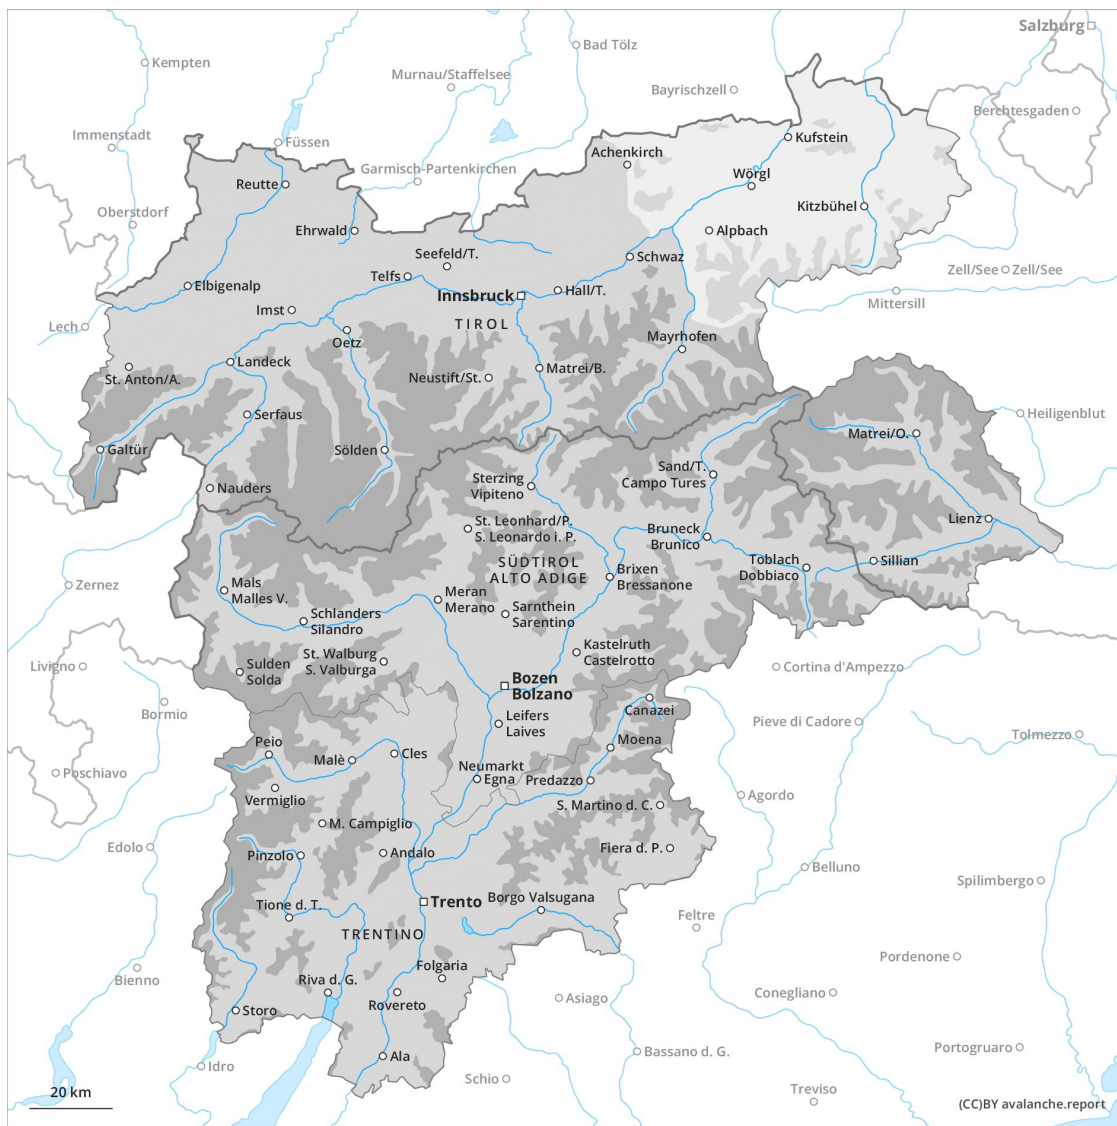 Salzburg
Bad Tölz
Kempten
Murnau/Staffelsee
Bayrischzell
Berchtesgaden
Immenstadt
Füssen
Kufstein
Achenkirch
Garmisch-Partenkirchen
Wörgl
Reutte
Kitzbühel
Oberstdorf
Ehrwald
Alpbach
Seefeld/T.
Schwaz
Zell/See
Zell/See
Telfs
Elbigenalp
Hall/T.
Innsbruck
Mittersill
Imst
TIROL
Lech
Oetz
Mayrhofen
Landeck
Matrei/B.
St. Anton/A.
Neustift/St.
Serfaus
Heiligenblut
Matrei/O.
Galtür
Sölden
Sterzing
Vipiteno
Sand/T.
Campo Tures
Nauders
St. Leonhard/P.
S. Leonardo i. P.
Lienz
Bruneck
Brunico
SÜDTIROL
ALTO ADIGE
Toblach
Dobbiaco
Sillian
Brixen
Bressanone
Zernez
Mals
Malles V.
Meran
Merano
Sarnthein
Sarentino
Schlanders
Silandro
Kastelruth
Castelrotto
St. Walburg
S. Valburga
Livigno
Sulden
Solda
Cortina d'Ampezzo
Bozen
Bolzano
Canazei
Bormio
Leifers
Laives
Pieve di Cadore
Tolmezzo
Moena
Peio
Cles
Malè
Poschiavo
Neumarkt
Egna
Predazzo
Vermiglio
Agordo
S. Martino d. C.
M. Campiglio
Edolo
Fiera d. P.
Pinzolo
Andalo
Belluno
Spilimbergo
Borgo Valsugana
Trento
Tione d. T.
Feltre
TRENTINO
Pordenone
Bienno
Folgaria
Riva d. G.
Rovereto
Asiago
Conegliano
Storo
Ala
Portogruaro
Bassano d. G.
Idro
Schio
Treviso
20 km
(CC)BY avalanche.report